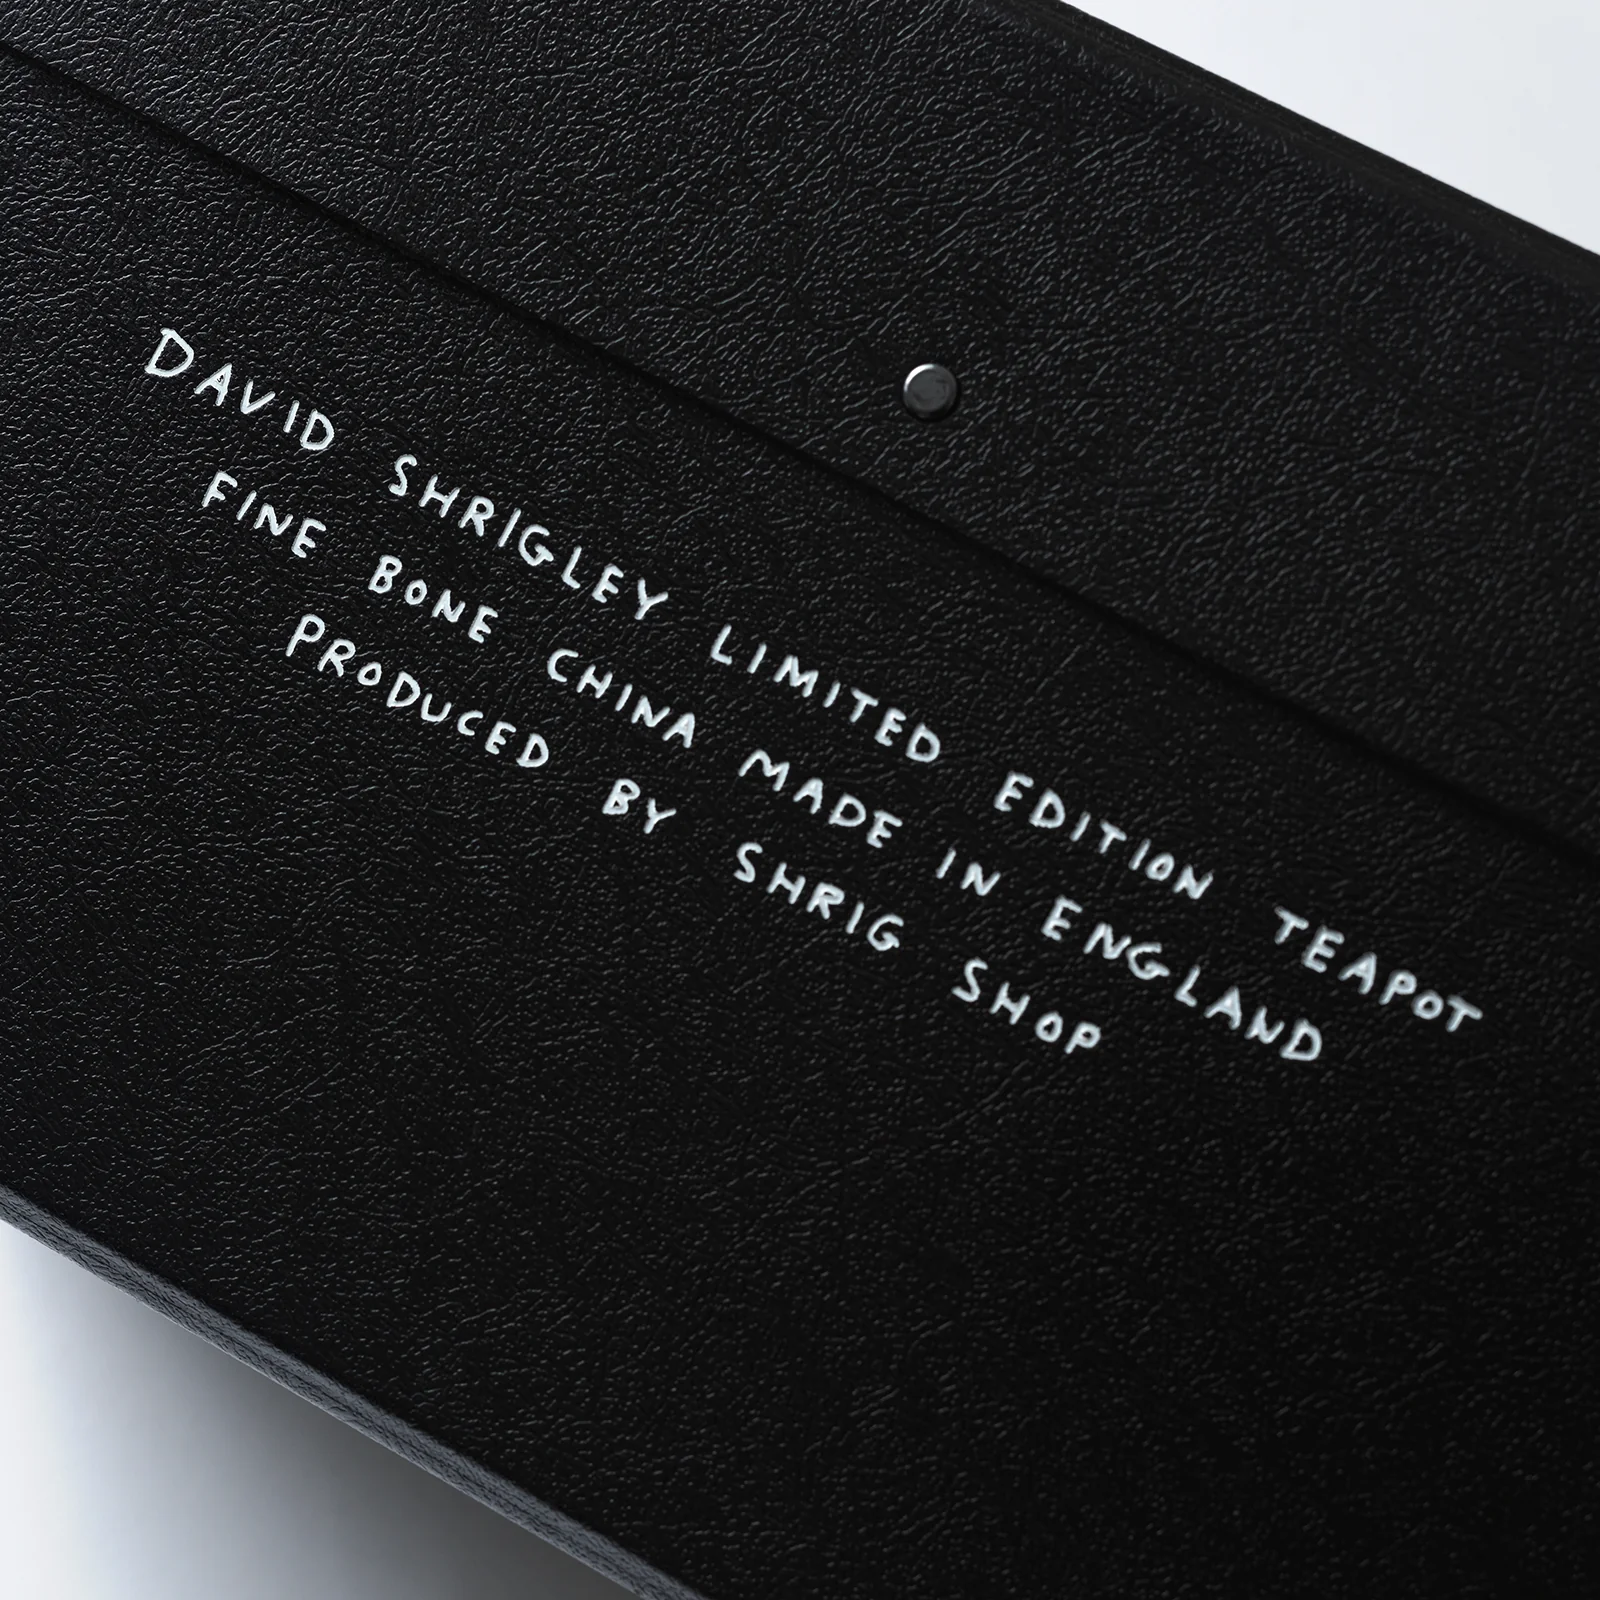 DAVID SHRIGLEY LIMITED EDITION TEAPOT
FINE BONE CHINA MADE IN ENGLAND
PRODUCED BY SHRIG SHOP